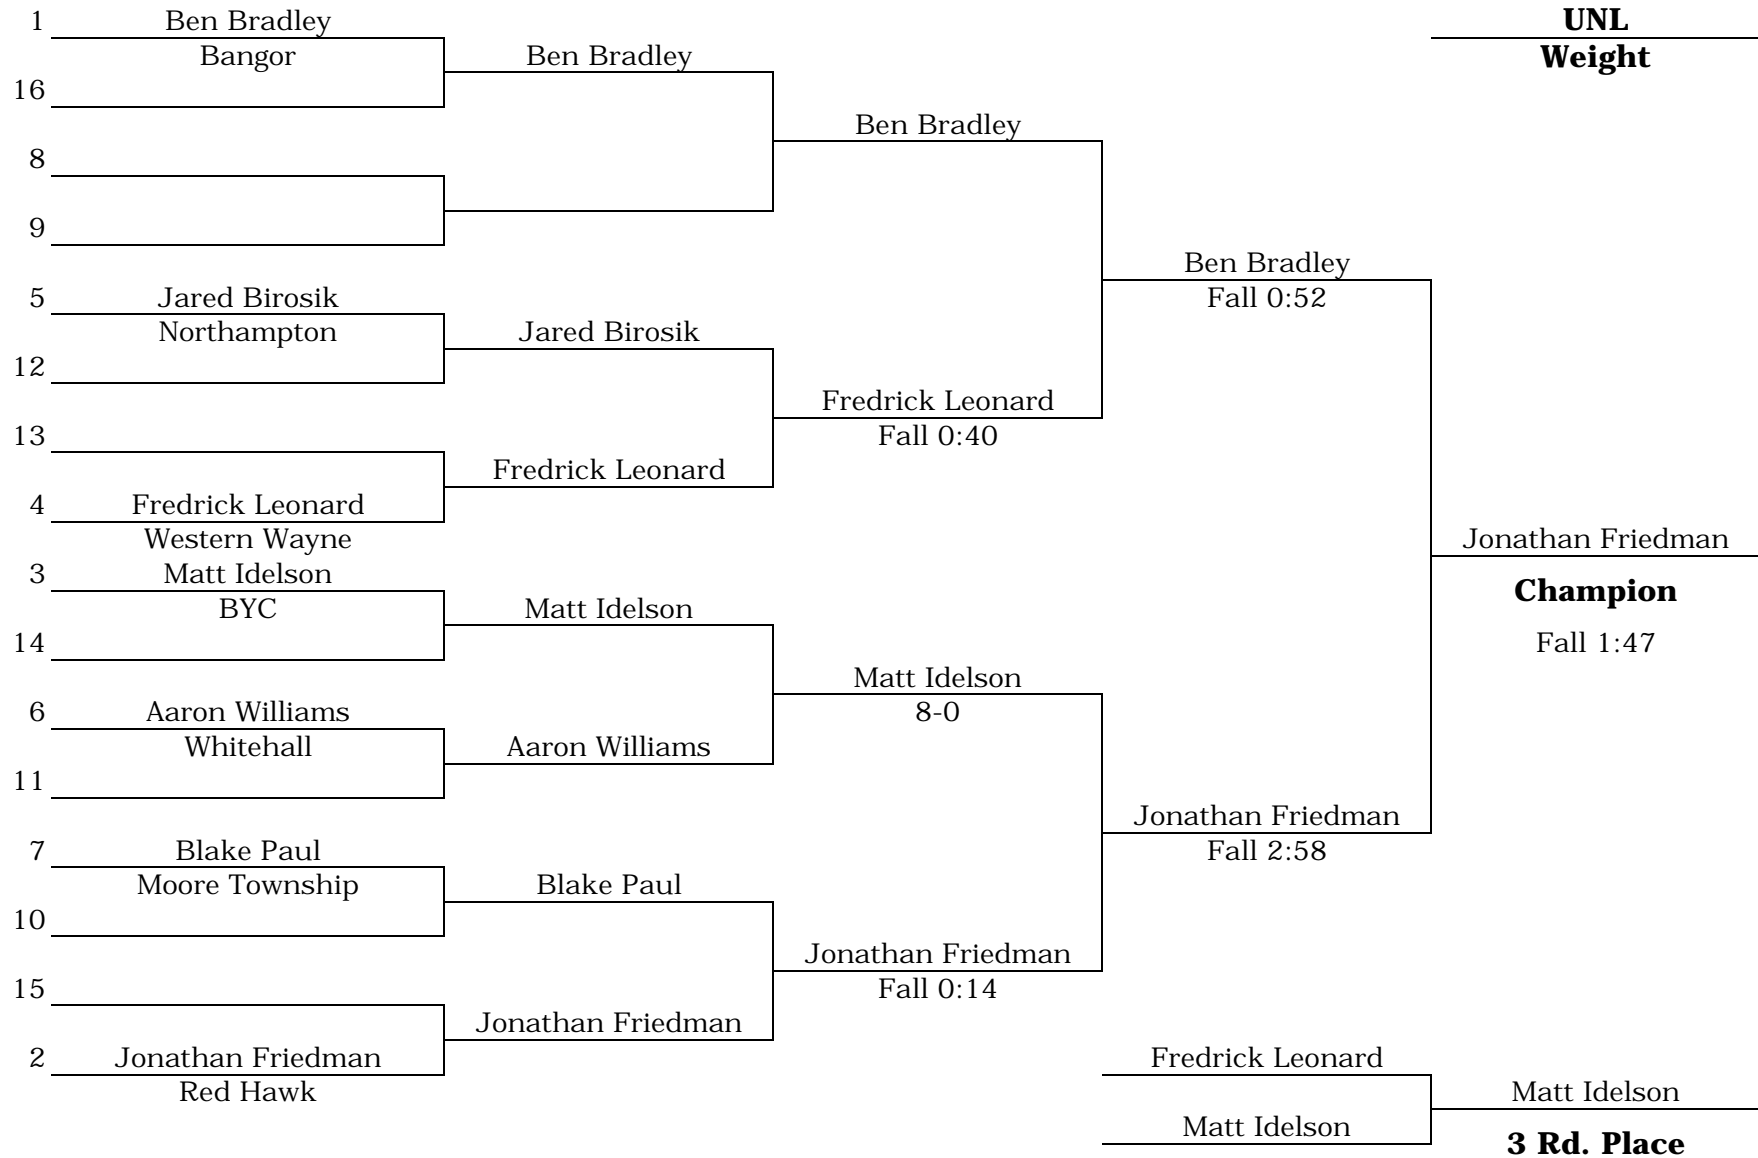 1 Ben Bradley
Bangor
16
8
9
5 Jared Birosik
Northampton
12
13
4 Fredrick Leonard
Western Wayne
3 Matt Idelson
BYC
14
6 Aaron Williams
Whitehall
11
7 Blake Paul
Moore Township
10
15
2 Jonathan Friedman
Red Hawk
Ben Bradley
Jared Birosik
Fredrick Leonard
Matt Idelson
Aaron Williams
Blake Paul
Jonathan Friedman
Ben Bradley
Fredrick Leonard
Fall 0:40
Matt Idelson
8-0
Jonathan Friedman
Fall 0:14
Ben Bradley
Fall 0:52
Jonathan Friedman
Fall 2:58
Fredrick Leonard
Matt Idelson
UNL
Weight
Jonathan Friedman
Champion
Fall 1:47
Matt Idelson
3 Rd. Place